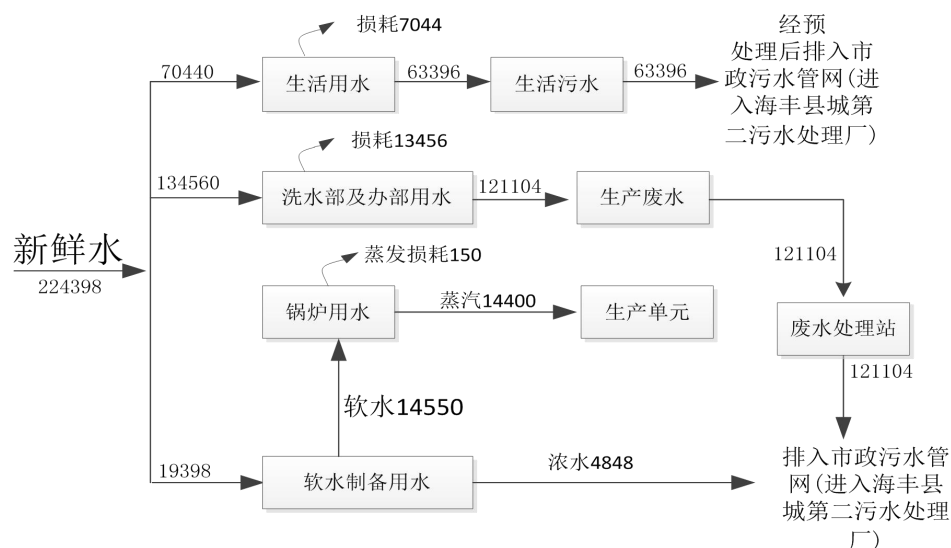 损耗7044
70440
生活用水
63396
生活污水
63396
经预
处理后排入市
政污水管网(进
入海丰县城第
二污水处理厂)
损耗13456
134560
洗水部及办部用水
121104
生产废水
新鲜水
224398
蒸发损耗150
锅炉用水
蒸汽14400
生产单元
121104
废水处理站
121104
软水14550
19398
软水制备用水
浓水4848
排入市政污水管
网(进入海丰县
城第二污水处理
厂)